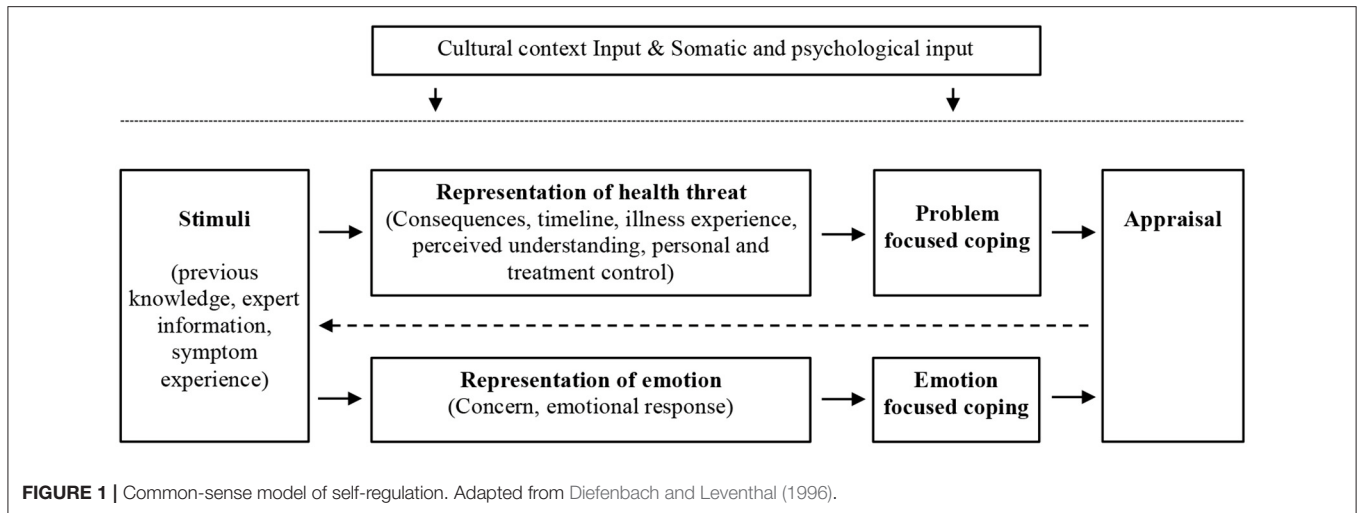 Cultural context Input & Somatic and psychological input
Stimuli
(previous
knowledge, expert
information,
symptom
experience)
Representation of health threat
(Consequences, timeline, illness experience,
perceived understanding, personal and
treatment control)
Problem
focused coping
Appraisal
Representation of emotion
(Concern, emotional response)
Emotion
focused coping
FIGURE 1 | Common-sense model of self-regulation. Adapted from Diefenbach and Leventhal (1996).